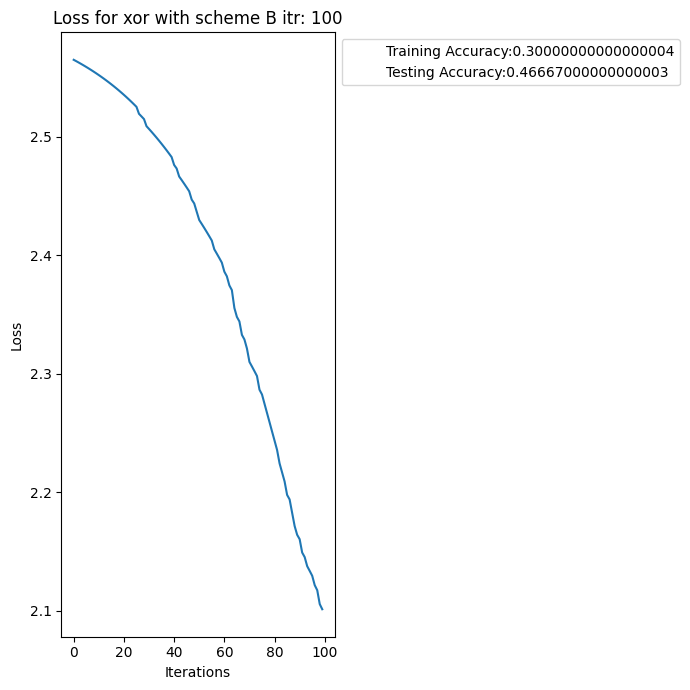 Loss for xor with scheme B itr: 100
Training Accuracy:0.30000000000000004
Testing Accuracy:0.46667000000000003
2.5
2.4
2.3
2.2
2.1
Loss
0 20 40 60 80 100
Iterations